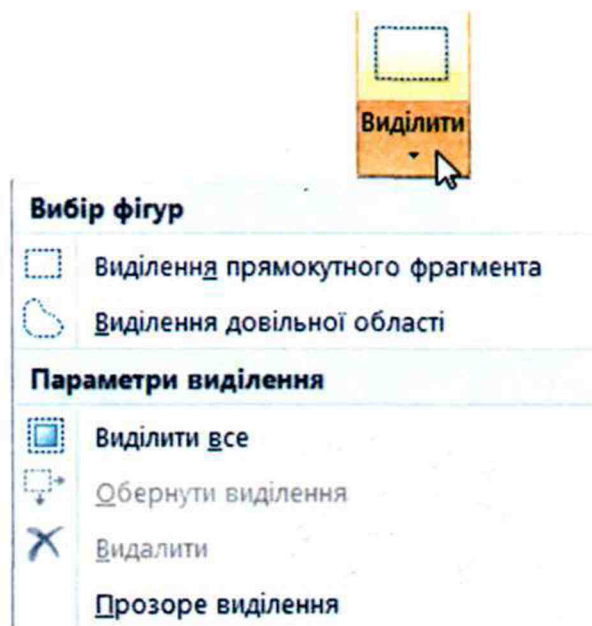 Виділити
Вибір фігур
Виділення прямокутного фрагмента
Виділення довільної області
Параметри виділення
Виділити все
Обернути виділення
Видалити
Прозоре виділення